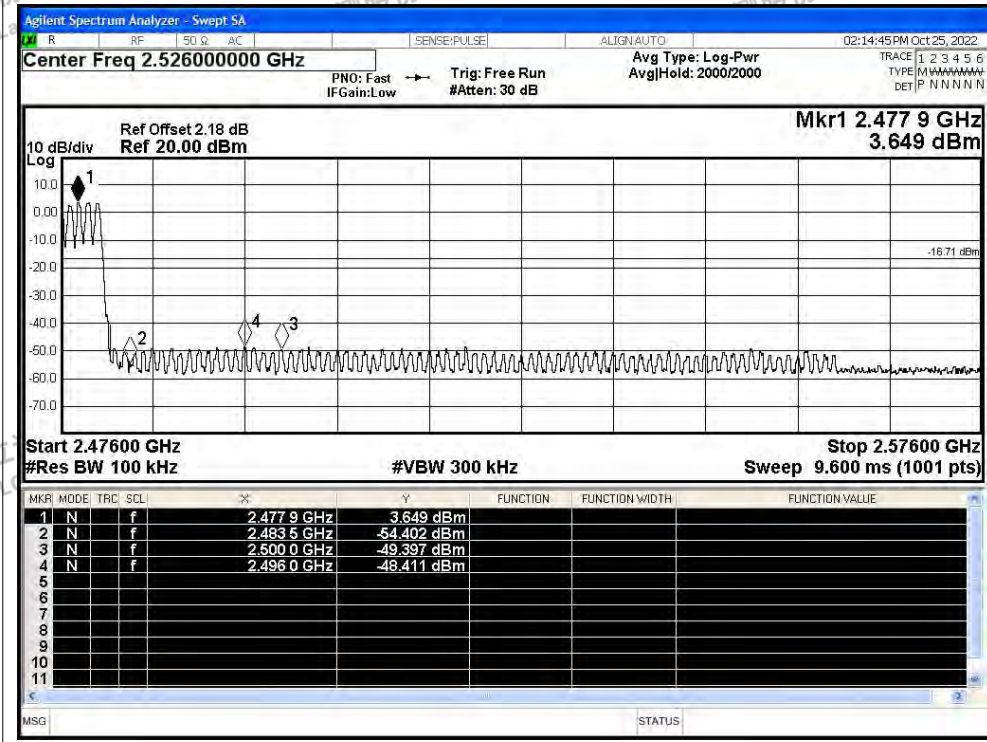 Agilent Spectrum Analyzer - Swept SA
R RF 50 Ω AC SENSE:PULSE ALIGN AUTO 02:14:45 PM Oct 25, 2022
Center Freq 2.526000000 GHz
PNO: Fast
IFGain:Low
Trig: Free Run
#Atten: 30 dB
Avg Type: Log-Pwr
Avg|Hold: 2000/2000
TRACE 1 2 3 4 5 6
TYPE M
DET P N N N N N
Mkr1 2.477 9 GHz
3.649 dBm
Ref Offset 2.18 dB
10 dB/div Ref 20.00 dBm
Log
10.0
0.00
-10.0
-20.0
-30.0
-40.0
-50.0
-60.0
-70.0
1
2
4
3
-16.71 dBm
Start 2.47600 GHz Stop 2.57600 GHz
#Res BW 100 kHz #VBW 300 kHz Sweep 9.600 ms (1001 pts)
MKR MODE TRC SCL X Y FUNCTION FUNCTION WIDTH FUNCTION VALUE
1 N f 2.477 9 GHz 3.649 dBm
2 N f 2.483 5 GHz -54.402 dBm
3 N f 2.500 0 GHz -49.397 dBm
4 N f 2.496 0 GHz -48.411 dBm
5
6
7
8
9
10
11
MSG STATUS